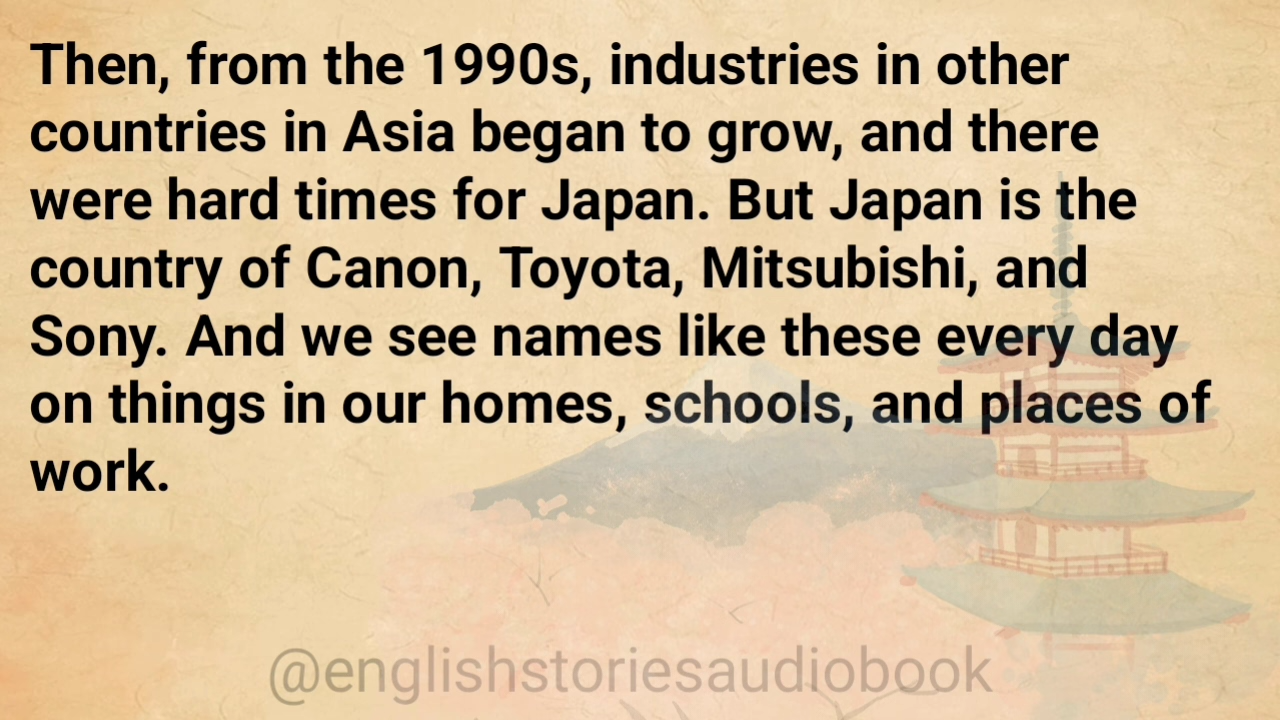 Then, from the 1990s, industries in other
countries in Asia began to grow, and there
were hard times for Japan. But Japan is the
country of Canon, Toyota, Mitsubishi, and
Sony. And we see names like these every day
on things in our homes, schools, and places of
work.
@englishstoriesaudiobook